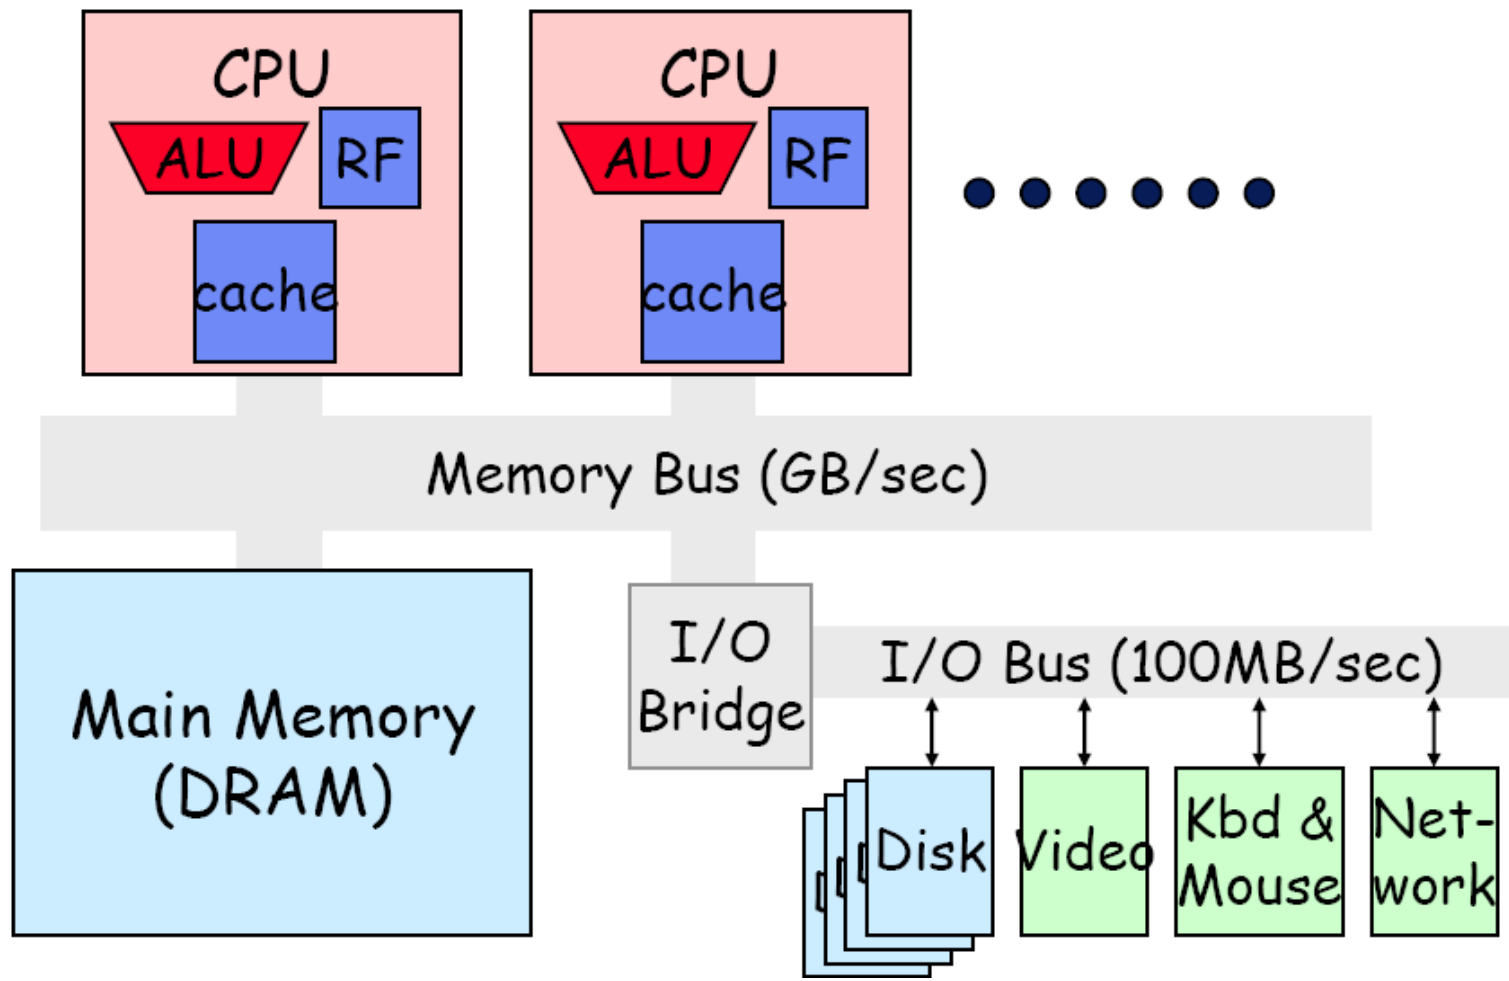 CPU
ALU
RF
cache
CPU
ALU
RF
cache
Memory Bus (GB/sec)
Main Memory
(DRAM)
I/O
Bridge
I/O Bus (100MB/sec)
Disk
Video
Kbd &
Mouse
Net-
work